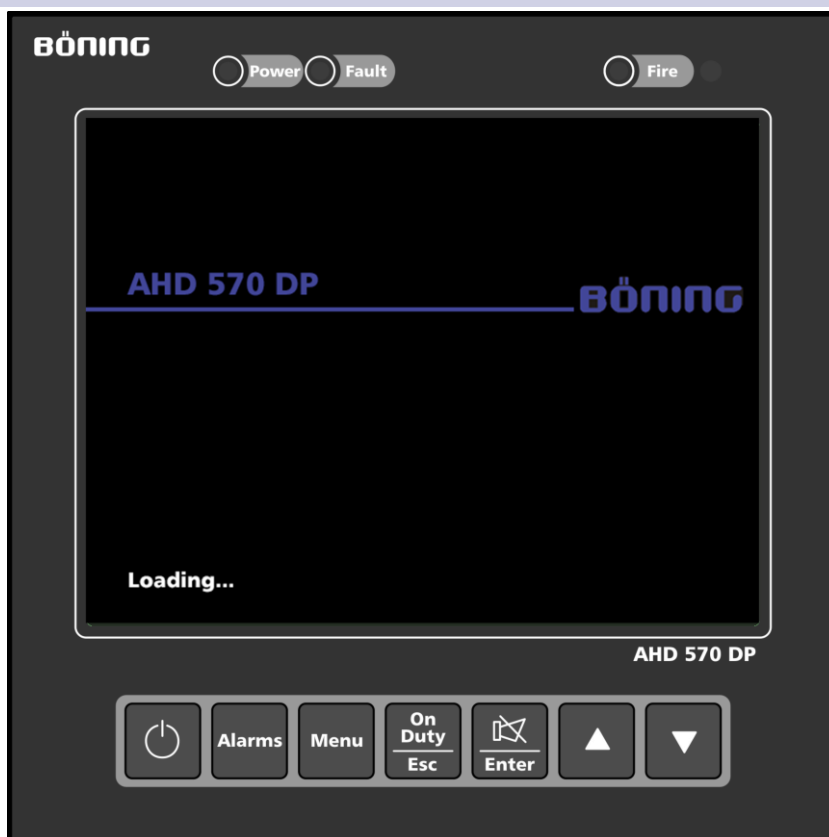 BÖNING
Power Fault Fire
AHD 570 DP
BÖNING
Loading...
AHD 570 DP
Alarms Menu On Duty Esc Enter